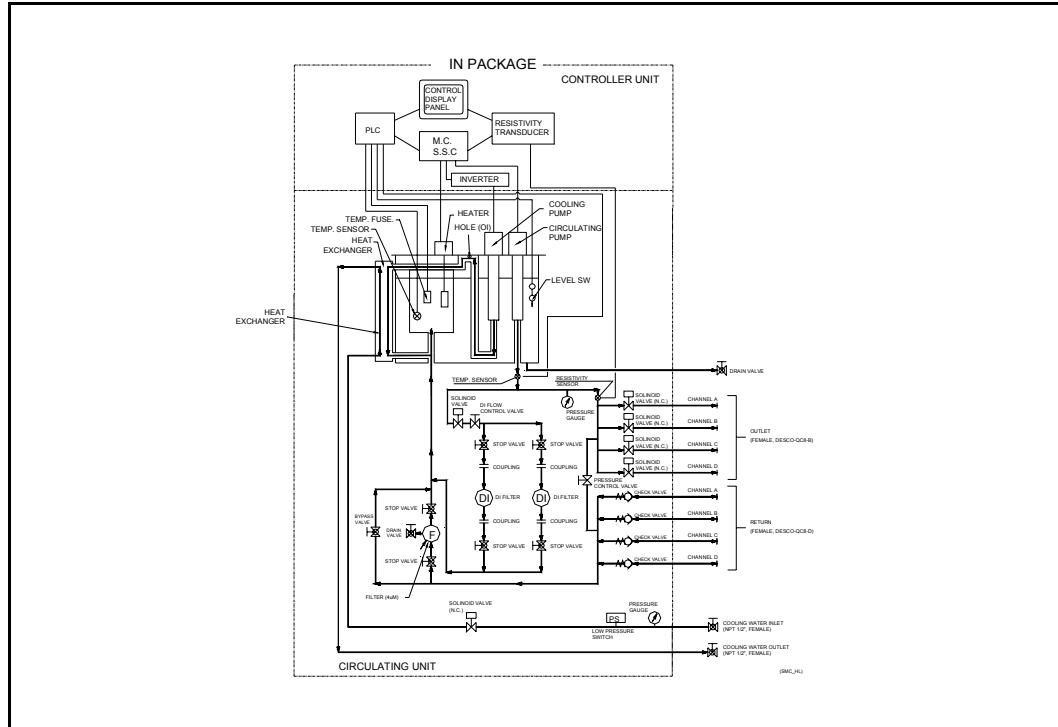 IN PACKAGE
CONTROLLER UNIT
CONTROL
DISPLAY
PANEL
PLC
RESISTIVITY
TRANSDUCER
M.C.
S.S.C
INVERTER
COOLING
PUMP
HEATER
TEMP. FUSE.
HOLE (OI)
CIRCULATING
PUMP
TEMP. SENSOR
HEAT
EXCHANGER
LEVEL SW
HEAT
EXCHANGER
DRAIN VALVE
TEMP. SENSOR
RESISTIVITY
SENSOR
SOLINOID
VALVE
DI FLOW
CONTROL VALVE
PRESSURE
GAUGE
SOLINOID
VALVE (N.C.)
CHANNEL A
SOLINOID
VALVE (N.C.)
CHANNEL B
SOLINOID
VALVE (N.C.)
CHANNEL C
SOLINOID
VALVE (N.C.)
CHANNEL D
OUTLET
(FEMALE, DESCO-QC8-B)
STOP VALVE
STOP VALVE
COUPLING
COUPLING
PRESSURE
CONTROL VALVE
DI
DI FILTER
DI
DI FILTER
COUPLING
COUPLING
STOP VALVE
STOP VALVE
CHECK VALVE
CHANNEL A
CHECK VALVE
CHANNEL B
CHECK VALVE
CHANNEL C
CHECK VALVE
CHANNEL D
RETURN
(FEMALE, DESCO-QC8-D)
STOP VALVE
BYPASS
VALVE
DRAIN
VALVE
F
STOP VALVE
FILTER (4uM)
SOLINOID VALVE
(N.C.)
PS
PRESSURE
GAUGE
LOW PRESSURE
SWITCH
COOLING WATER INLET
(NPT 1/2", FEMALE)
COOLING WATER OUTLET
(NPT 1/2", FEMALE)
CIRCULATING UNIT
(SMC_HL)